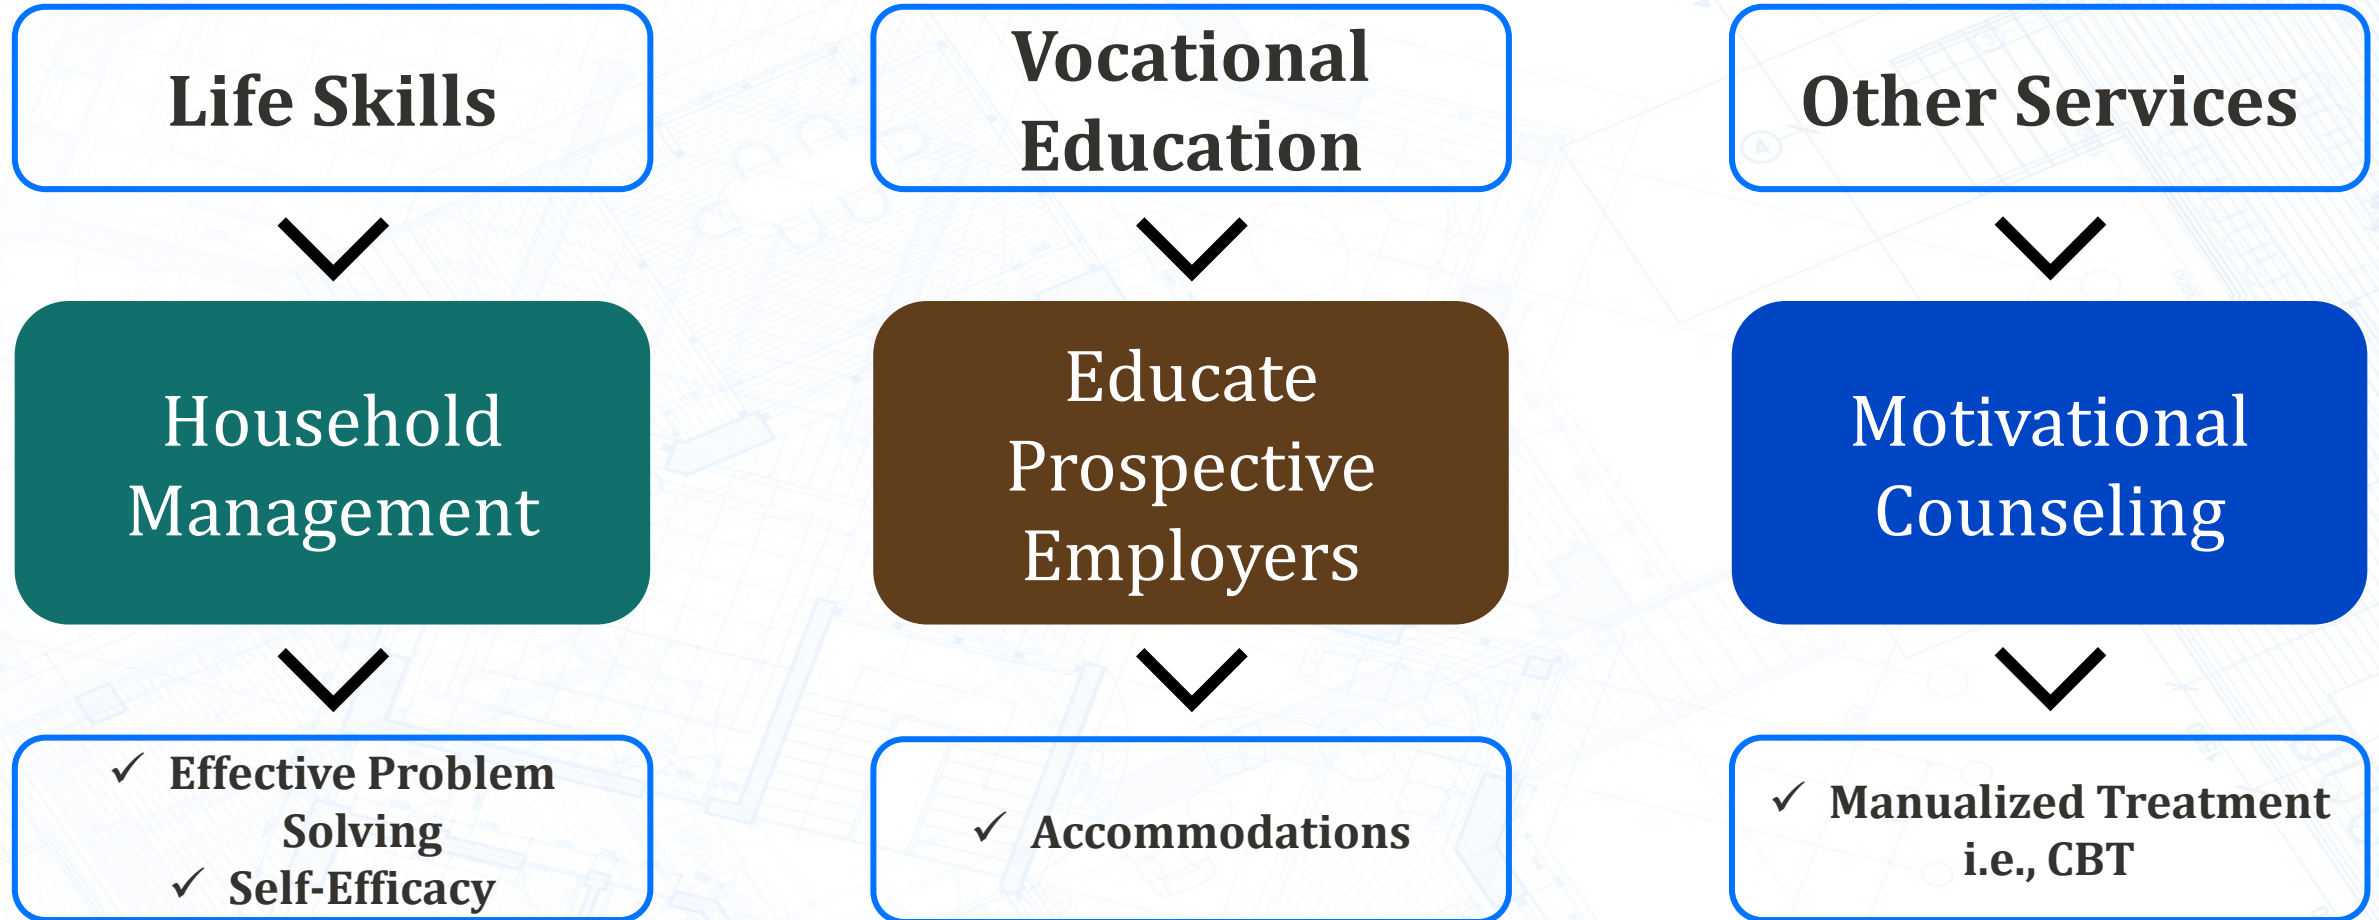 Life Skills
Household
Management
✓ Effective Problem
Solving
✓ Self-Efficacy
Vocational
Education
Educate
Prospective
Employers
✓ Accommodations
Other Services
Motivational
Counseling
✓ Manualized Treatment
i.e., CBT